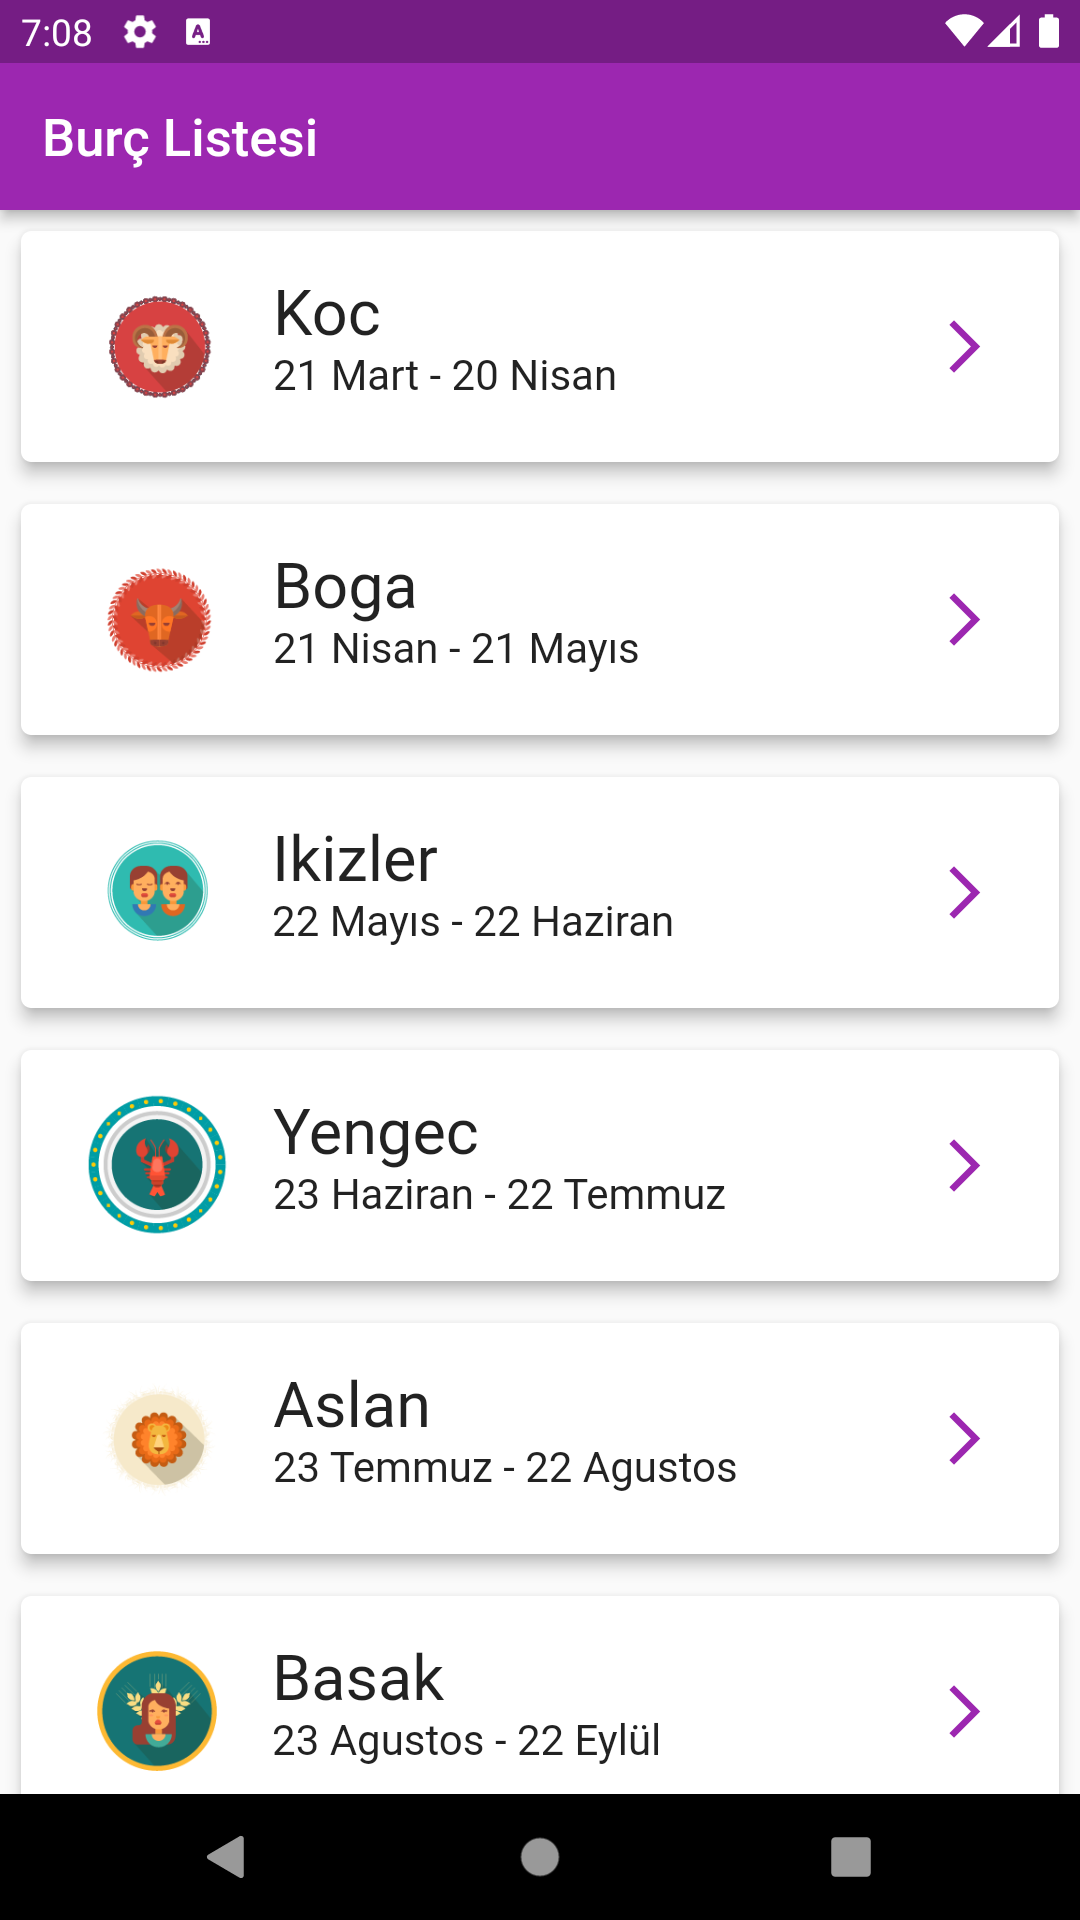 7:08
Burç Listesi
Koc
21 Mart - 20 Nisan
Boga
21 Nisan - 21 Mayıs
Ikizler
22 Mayıs - 22 Haziran
Yengec
23 Haziran - 22 Temmuz
Aslan
23 Temmuz - 22 Agustos
Basak
23 Agustos - 22 Eylül